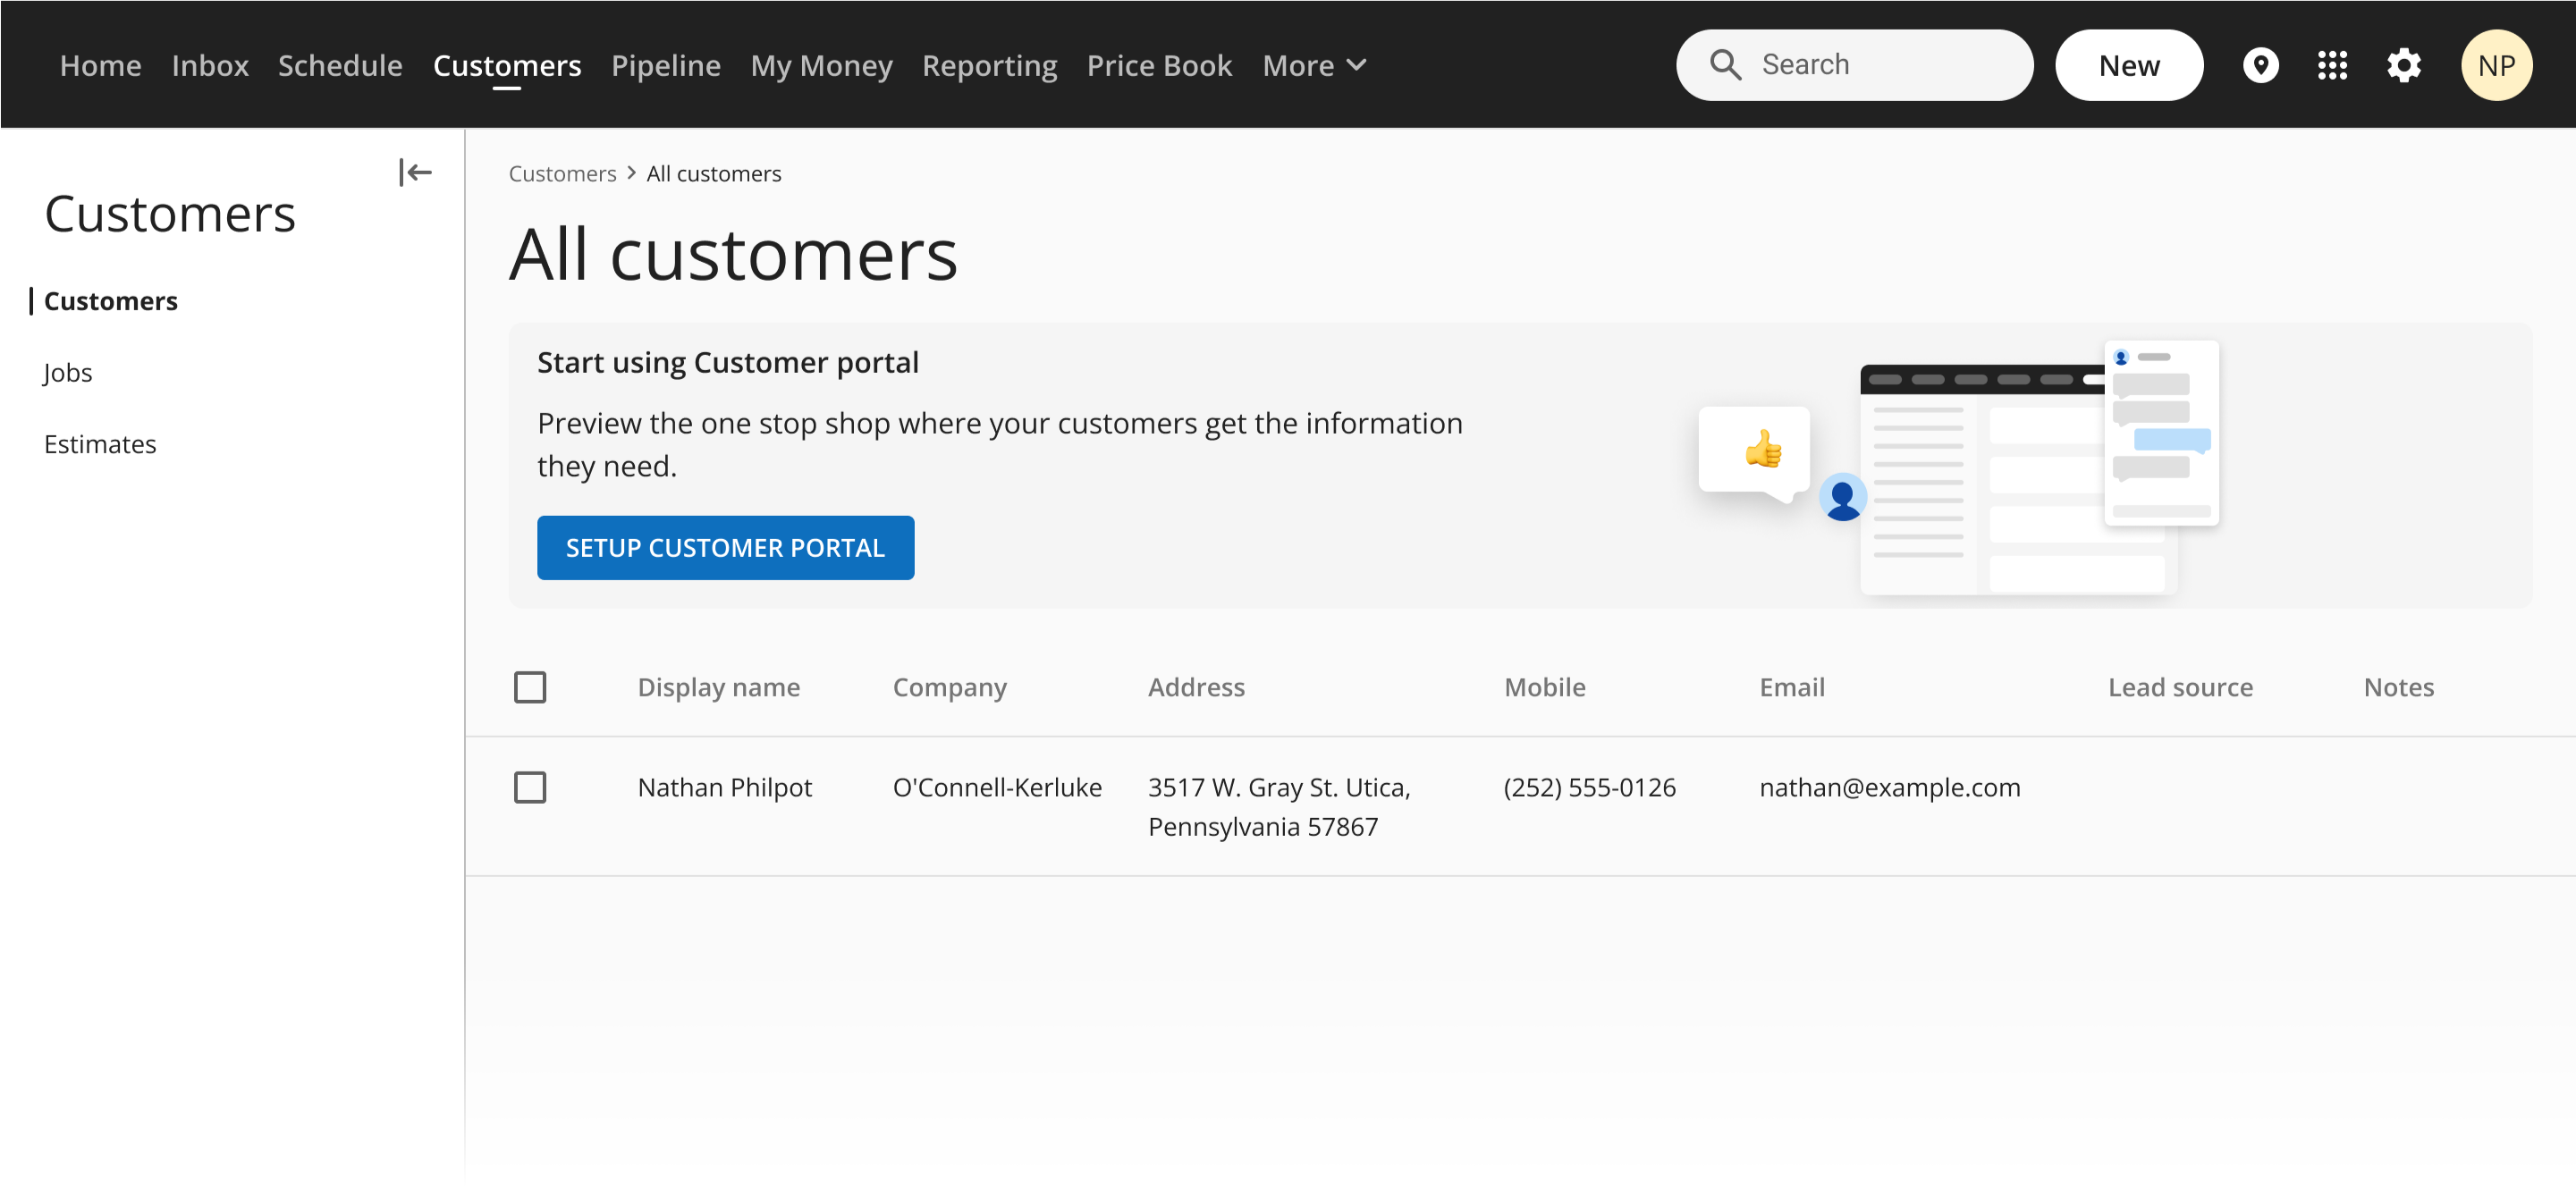 Home Inbox Schedule Customers Pipeline My Money Reporting Price Book More Search New NP
Customers
Customers
Jobs
Estimates
Customers All customers
All customers
Start using Customer portal
Preview the one stop shop where your customers get the information
they need.
SETUP CUSTOMER PORTAL
Display name Company Address Mobile Email Lead source Notes
Nathan Philpot O'Connell-Kerluke 3517 W. Gray St. Utica, (252) 555-0126 nathan@example.com
Pennsylvania 57867